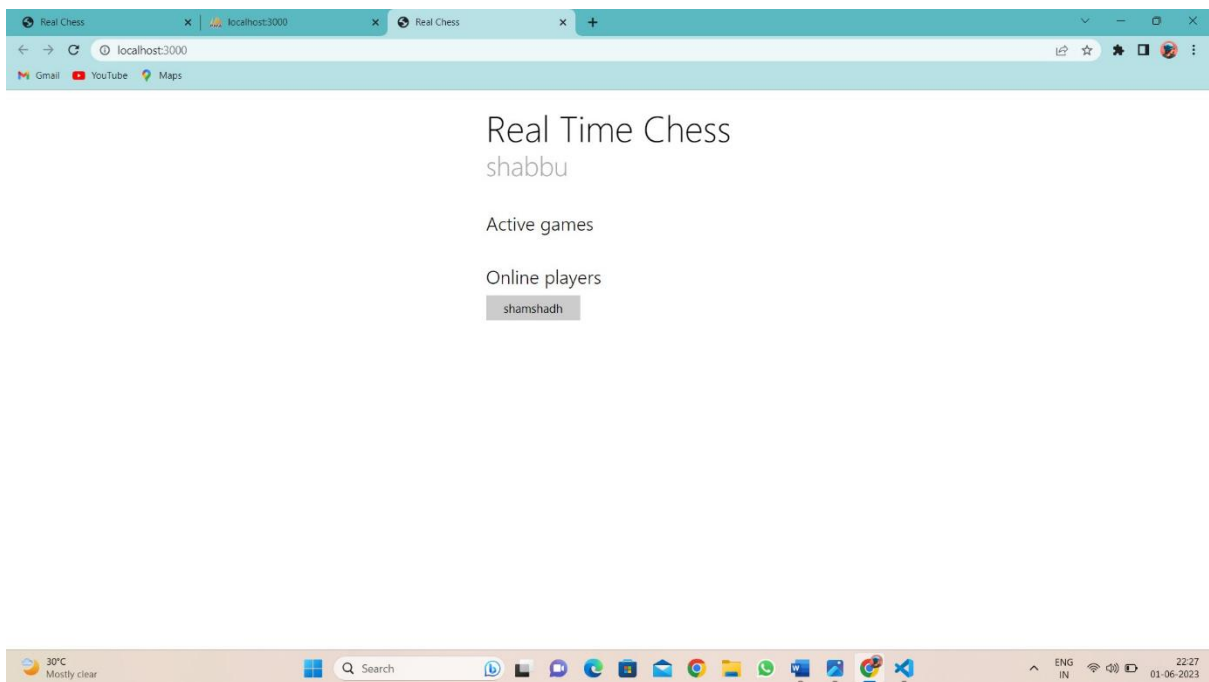 Real Chess
localhost:3000
Real Chess
localhost:3000
Gmail YouTube Maps
Real Time Chess
shabbu
Active games
Online players
shamshadh
30°C
Mostly clear
Search
ENG
IN
22:27
01-06-2023